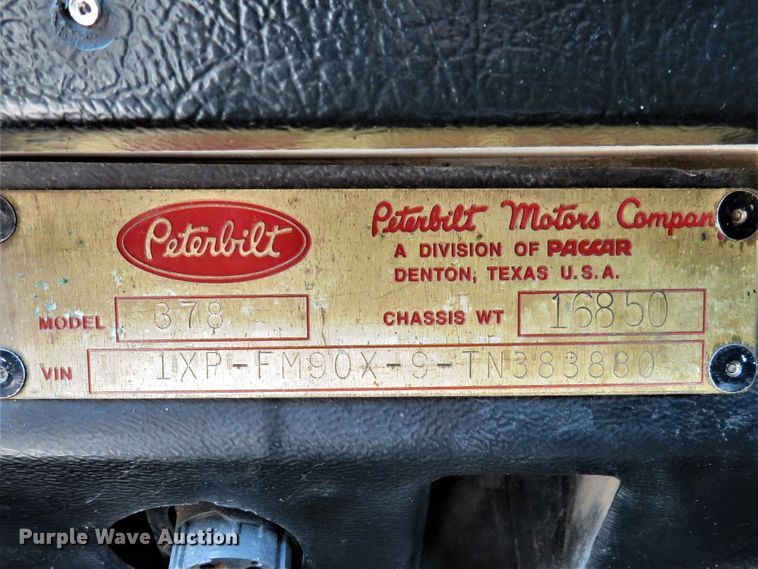 Peterbilt
Peterbilt Motors Compan
A DIVISION OF PACCAR
DENTON, TEXAS U.S.A.
MODEL 378
CHASSIS WT 16850
VIN 1XP-FM90X-9-TN383880
Purple Wave Auction